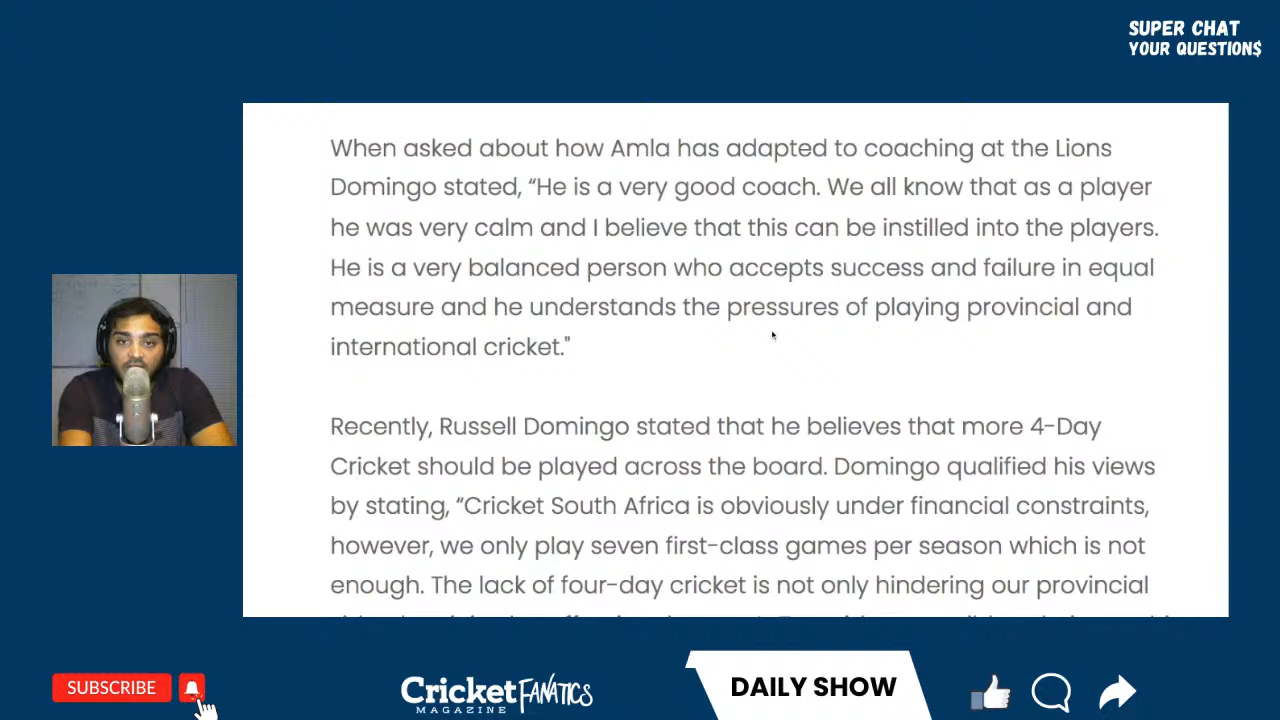 SUPER CHAT
YOUR QUESTION$
When asked about how Amla has adapted to coaching at the Lions
Domingo stated, “He is a very good coach. We all know that as a player
he was very calm and I believe that this can be instilled into the players.
He is a very balanced person who accepts success and failure in equal
measure and he understands the pressures of playing provincial and
international cricket."
Recently, Russell Domingo stated that he believes that more 4-Day
Cricket should be played across the board. Domingo qualified his views
by stating, “Cricket South Africa is obviously under financial constraints,
however, we only play seven first-class games per season which is not
enough. The lack of four-day cricket is not only hindering our provincial
SUBSCRIBE
Cricket FANATICS
MAGAZINE
DAILY SHOW